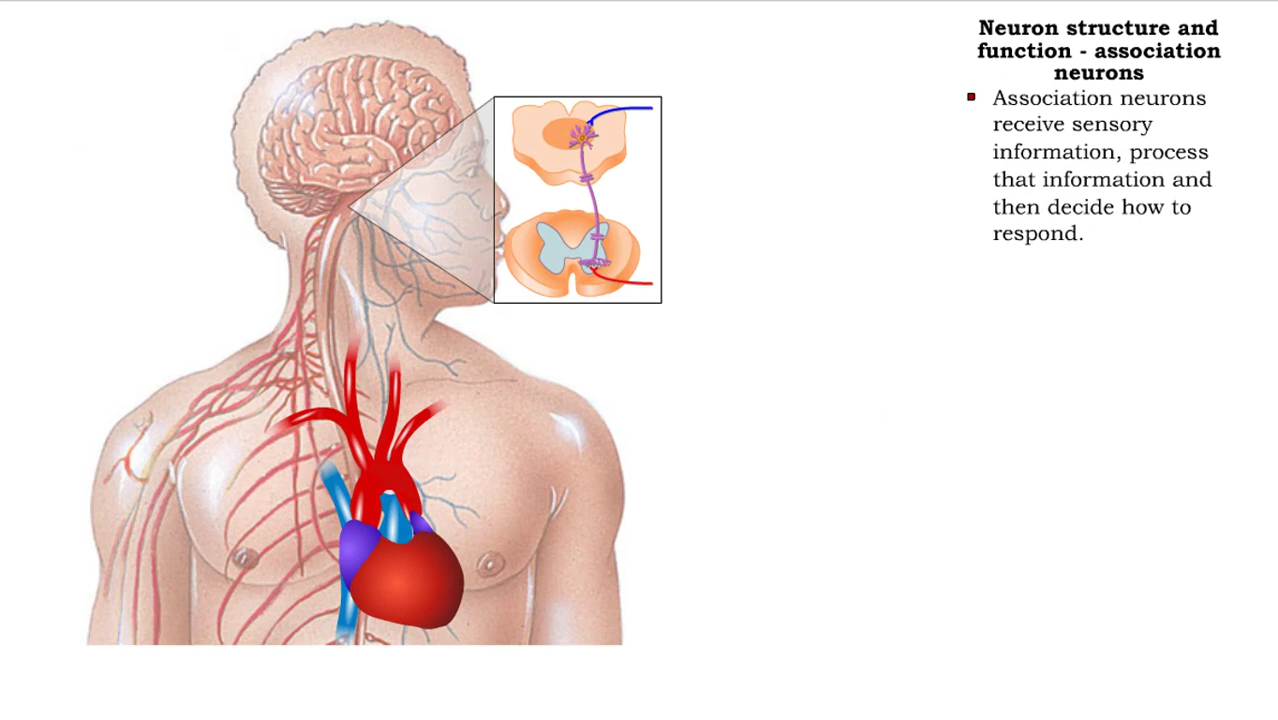 Neuron structure and
function - association
neurons
Association neurons
receive sensory
information, process
that information and
then decide how to
respond.